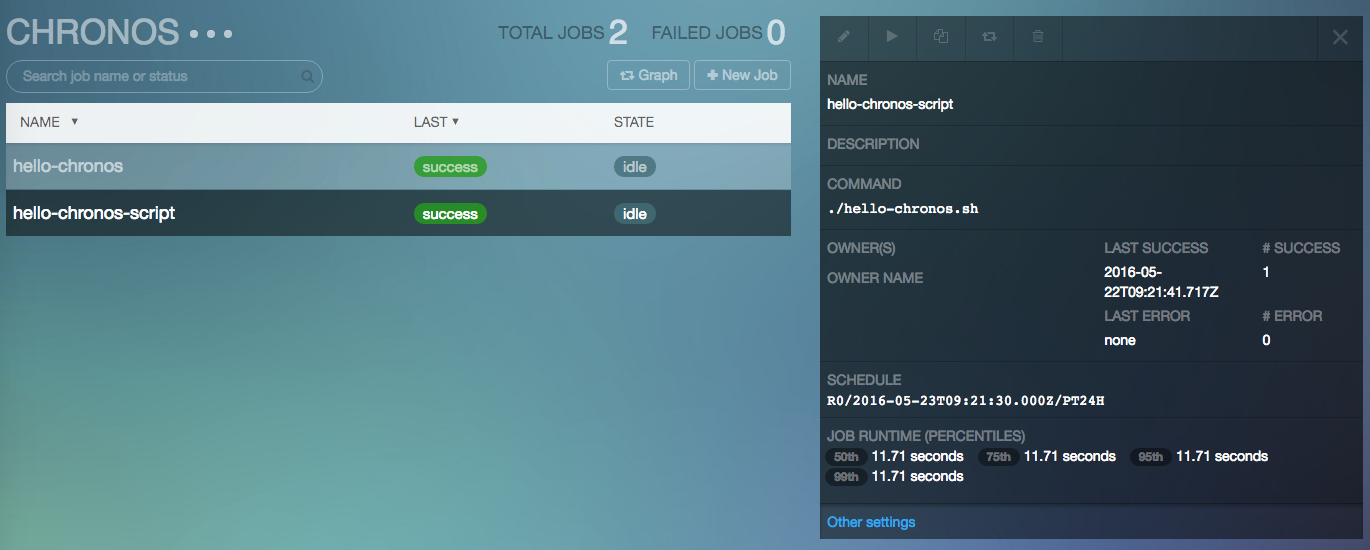 CHRONOS
TOTAL JOBS 2 FAILED JOBS 0
Search job name or status
Graph
New Job
NAME LAST STATE
hello-chronos success idle
hello-chronos-script success idle
NAME
hello-chronos-script
DESCRIPTION
COMMAND
./hello-chronos.sh
OWNER(S)
OWNER NAME
LAST SUCCESS # SUCCESS
2016-05- 1
22T09:21:41.717Z
LAST ERROR # ERROR
none 0
SCHEDULE
R0/2016-05-23T09:21:30.000Z/PT24H
JOB RUNTIME (PERCENTILES)
50th 11.71 seconds 75th 11.71 seconds 95th 11.71 seconds
99th 11.71 seconds
Other settings